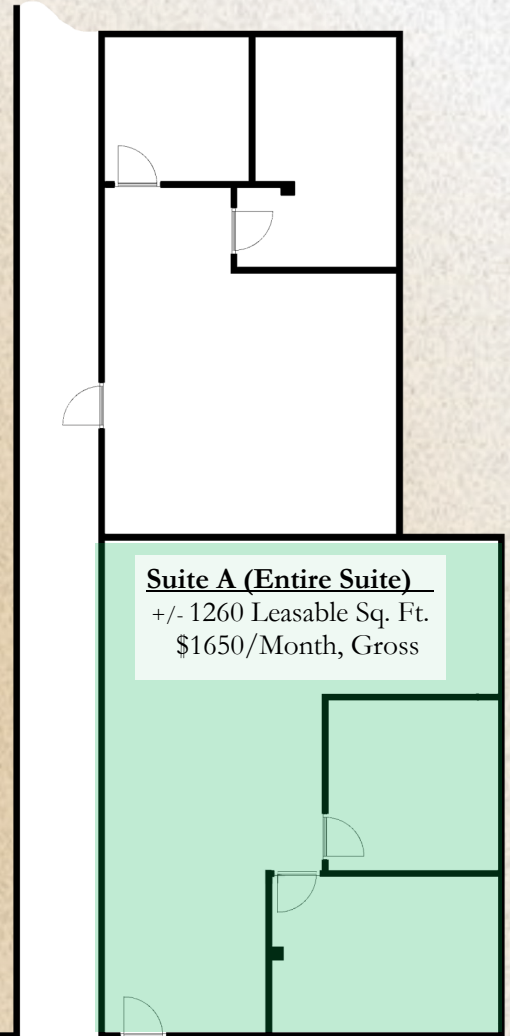 Suite A (Entire Suite)
+/- 1260 Leasable Sq. Ft.
$1650/Month, Gross